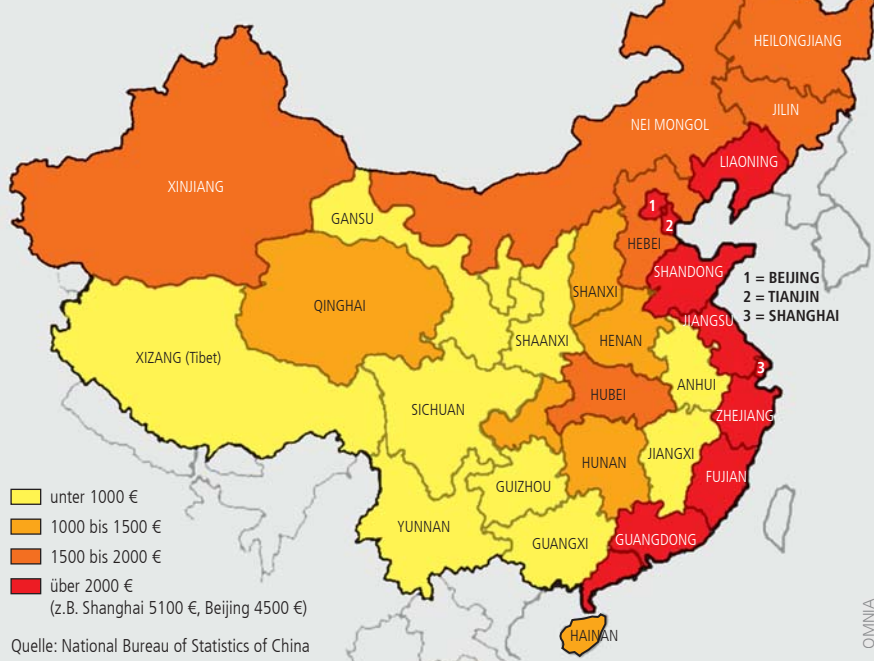 HEILONGJIANG
JILIN
NEI MONGOL
LIAONING
XINJIANG
GANSU
1
2
HEBEI
SHANDONG
1 = BEIJING
2 = TIANJIN
3 = SHANGHAI
QINGHAI
SHANXI
JIANGSU
SHAANXI
HENAN
XIZANG (Tibet)
3
ANHUI
HUBEI
SICHUAN
ZHEJIANG
JIANGXI
HUNAN
FUJIAN
GUIZHOU
YUNNAN
GUANGXI
GUANGDONG
HAINAN
unter 1000 €
1000 bis 1500 €
1500 bis 2000 €
über 2000 €
(z.B. Shanghai 5100 €, Beijing 4500 €)
Quelle: National Bureau of Statistics of China
OMNIA